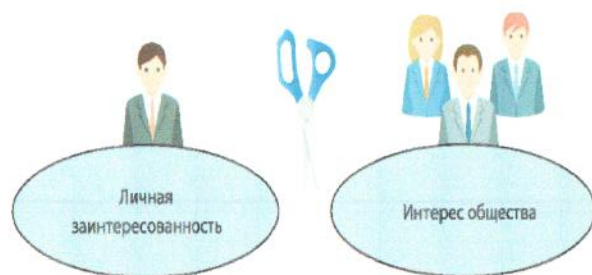 Личная
заинтересованность
Интерес общества